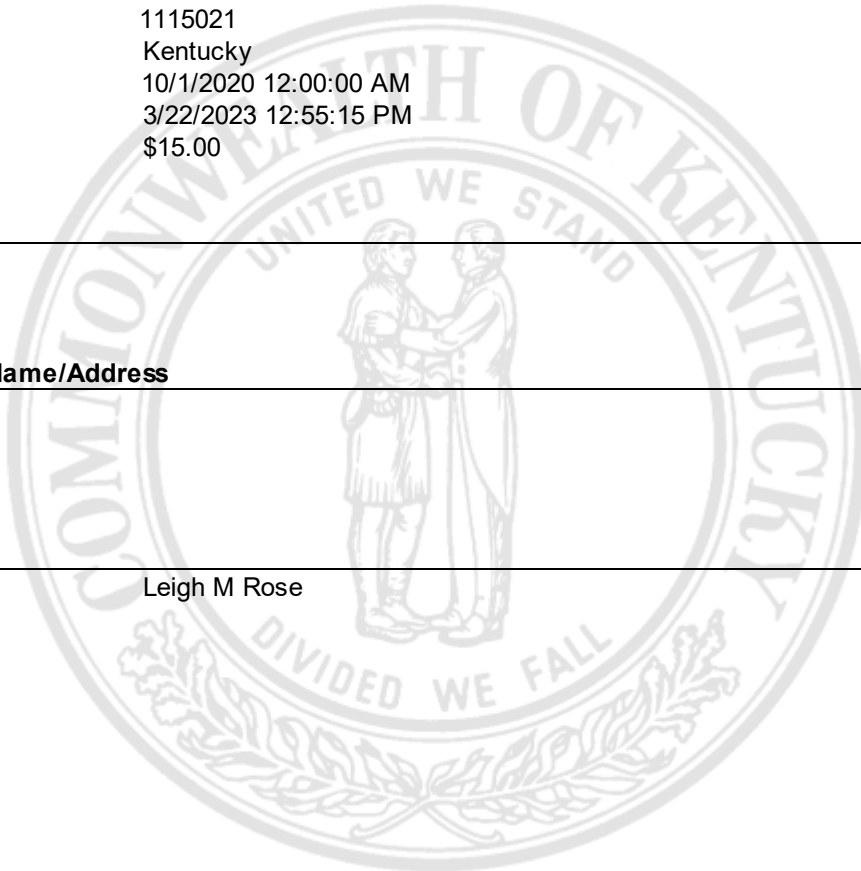 1115021
Kentucky
10/1/2020 12:00:00 AM
3/22/2023 12:55:15 PM
$15.00
COMMONWEALTH OF KENTUCKY
UNITED WE STAND
ame/Address
Leigh M Rose
DIVIDED WE FALL